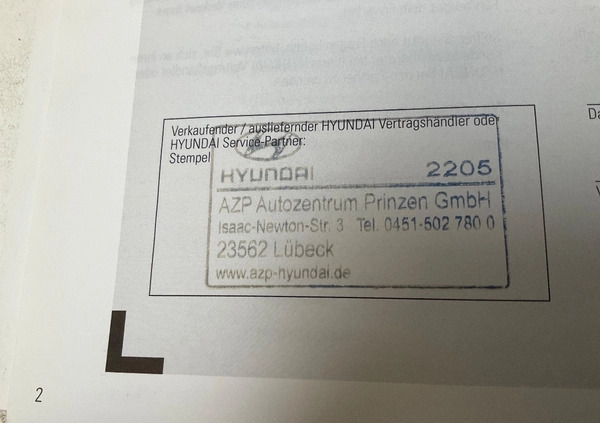 Verkaufender / ausliefernder HYUNDAI Vertragshändler oder
HYUNDAI Service-Partner:
Stempel
HYUNDAI 2205
AZP Autozentrum Prinzen GmbH
Isaac-Newton-Str. 3 Tel. 0451-502 780 0
23562 Lübeck
www.azp-hyundai.de
2